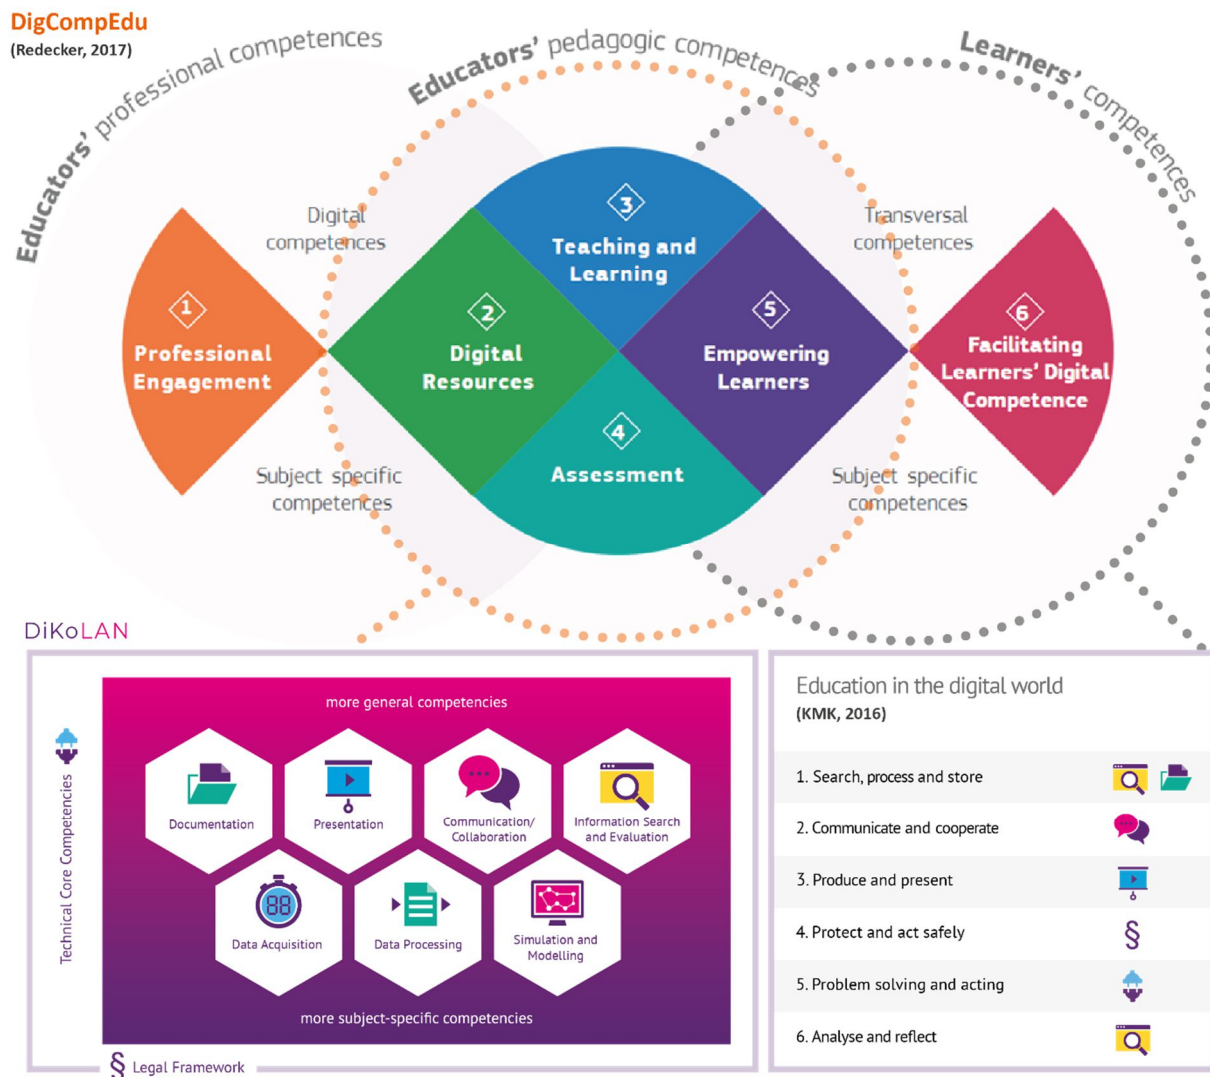 DigCompEdu
(Redecker, 2017)
Educators' professional competences
Educators' pedagogic competences
Learners' competences
Digital
competences
Transversal
competences
1
Professional
Engagement
2
Digital
Resources
3
Teaching and
Learning
4
Assessment
5
Empowering
Learners
6
Facilitating
Learners' Digital
Competence
Subject specific
competences
Subject specific
competences
DiKoLAN
Technical Core Competencies
more general competencies
Documentation
Presentation
Communication/
Collaboration
Information Search
and Evaluation
88
Data Acquisition
Data Processing
Simulation and
Modelling
more subject-specific competencies
§ Legal Framework
Education in the digital world
(KMK, 2016)
1. Search, process and store
2. Communicate and cooperate
3. Produce and present
4. Protect and act safely §
5. Problem solving and acting
6. Analyse and reflect